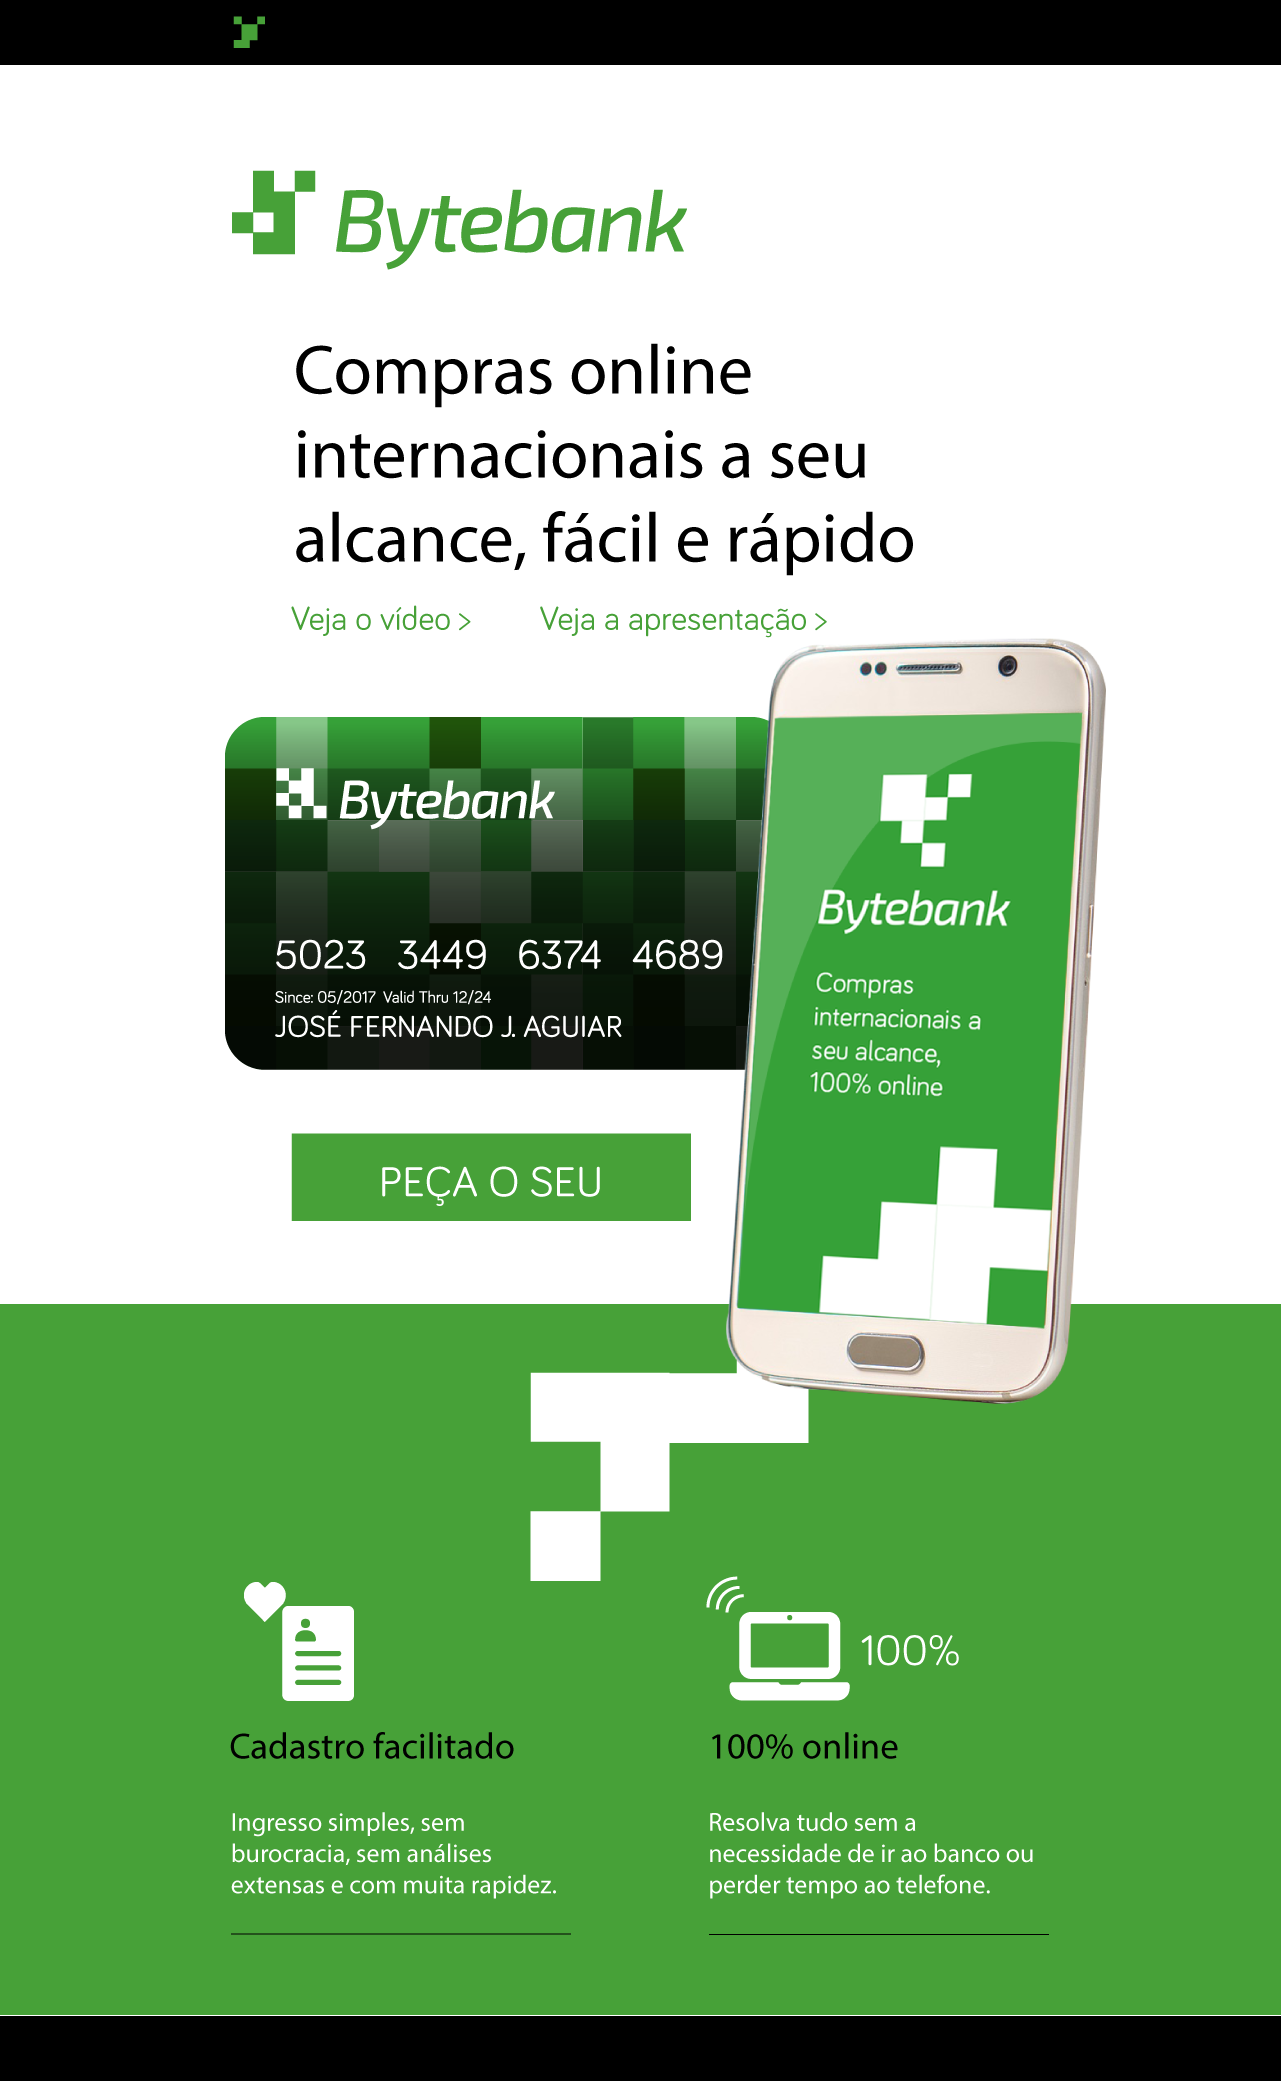 Bytebank
Compras online
internacionais a seu
alcance, fácil e rápido
Veja o vídeo >
Veja a apresentação >
Bytebank
5023 3449 6374 4689
Since: 05/2017 Valid Thru 12/24
JOSÉ FERNANDO J. AGUIAR
Bytebank
Compras
internacionais a
seu alcance,
100% online
PEÇA O SEU
Cadastro facilitado
Ingresso simples, sem
burocracia, sem análises
extensas e com muita rapidez.
100%
100% online
Resolva tudo sem a
necessidade de ir ao banco ou
perder tempo ao telefone.